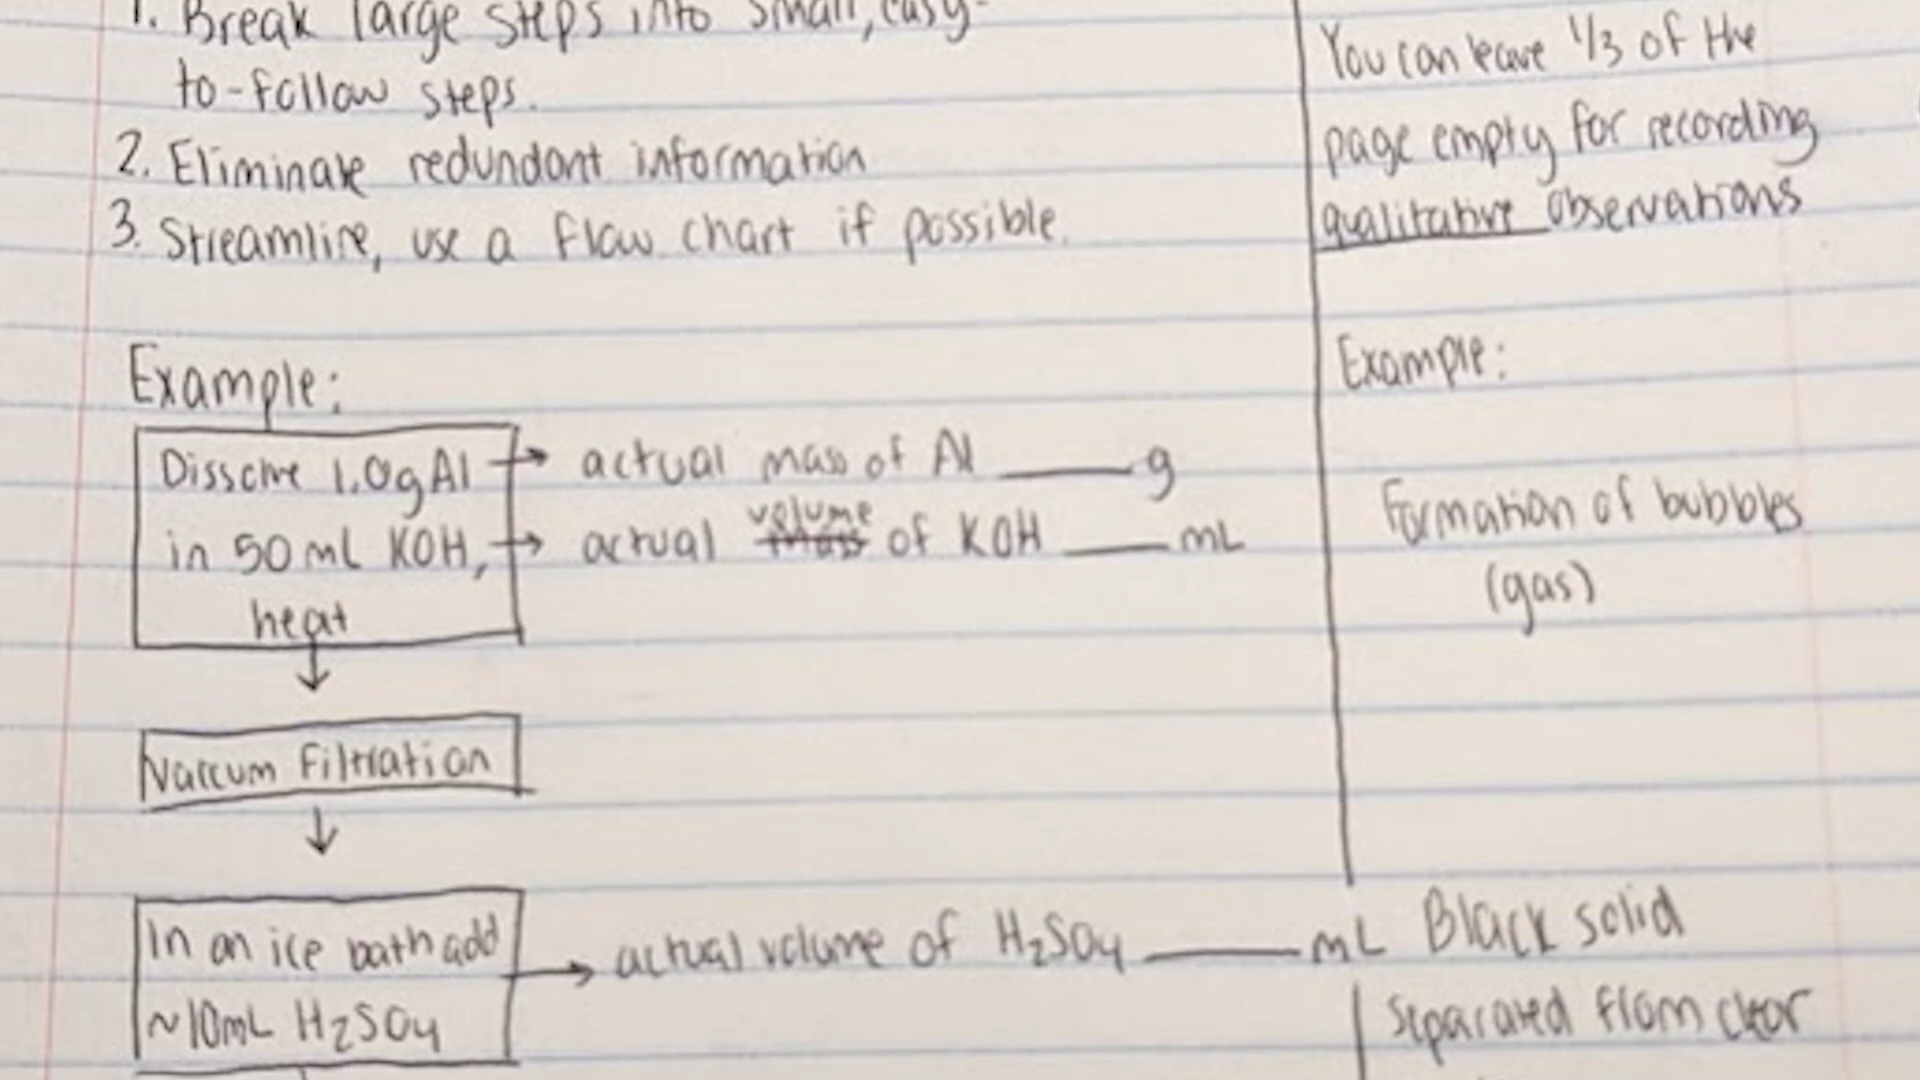 1. Break large steps into small, easy-
to-follow steps.
2. Eliminate redundant information
3. Streamline, use a flow chart if possible.
Example:
Dissolve 1.0g Al → actual mass of Al ____ g
in 50 mL KOH, → actual ~~mass~~ volume of KOH ____ mL
heat
↓
Vaccum Filtration
↓
In an ice bath add → actual volume of H₂SO₄ ____ mL
~10mL H₂SO₄
You can leave 1/3 of the
page empty for recording
qualitative observations
Example:
Formation of bubbles
(gas)
Black solid
separated from clear